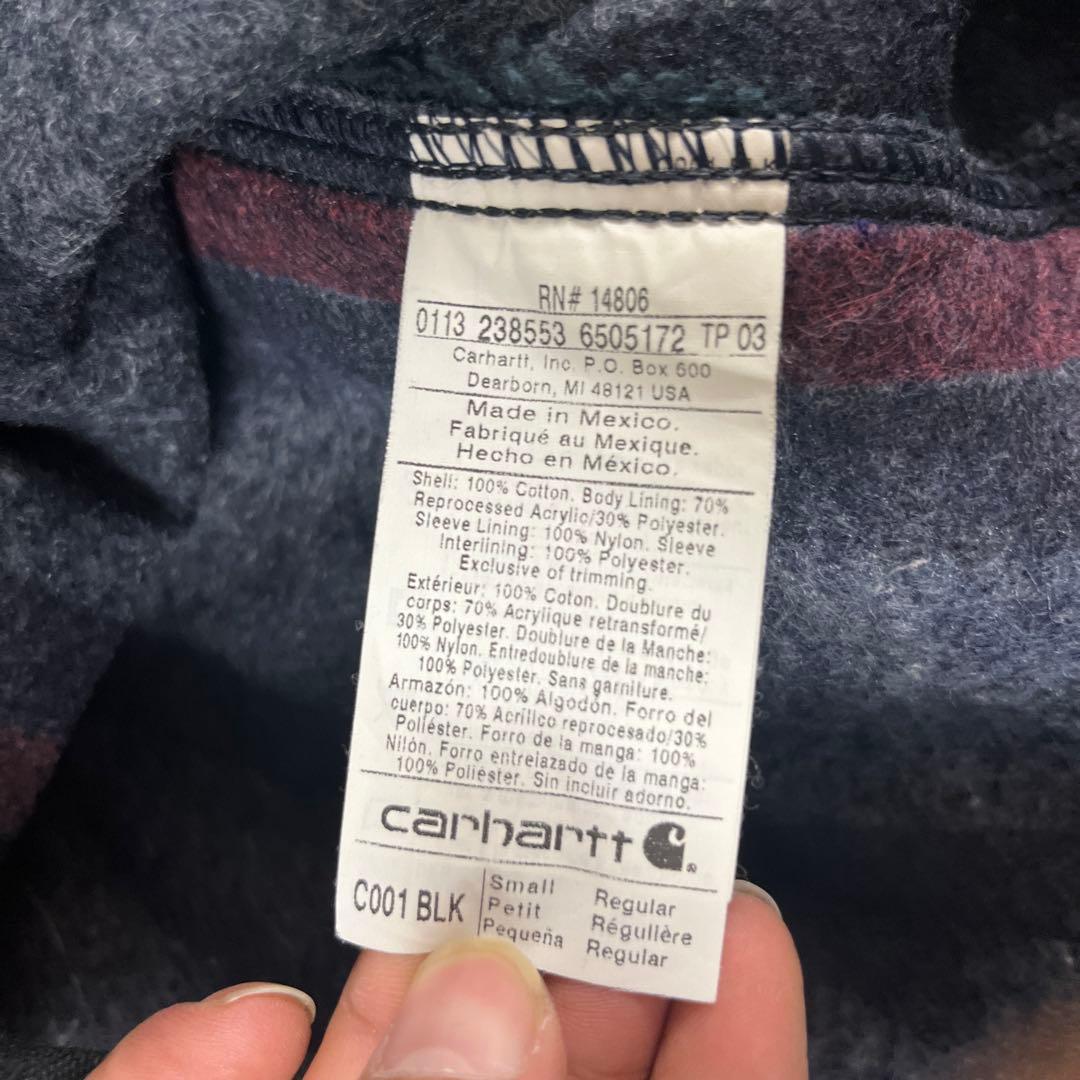 RN# 14806
0113 238553 6505172 TP 03
Carhartt, Inc. P.O. Box 600
Dearborn, MI 48121 USA
Made in Mexico.
Fabriqué au Mexique.
Hecho en México.
Shell: 100% Cotton. Body Lining: 70%
Reprocessed Acrylic/30% Polyester.
Sleeve Lining: 100% Nylon. Sleeve
Interlining: 100% Polyester.
Exclusive of trimming.
Extérieur: 100% Coton. Doublure du
corps: 70% Acrylique retransformé/
30% Polyester. Doublure de la Manche:
100% Nylon. Entredoublure de la manche:
100% Polyester. Sans garniture.
Armazón: 100% Algodón. Forro del
cuerpo: 70% Acrílico reprocesado/30%
Poliéster. Forro de la manga: 100%
Nilón. Forro entrelazado de la manga:
100% Poliéster. Sin incluir adorno.
carhartt
C001 BLK
Small Regular
Petit Régulière
Pequeña Regular